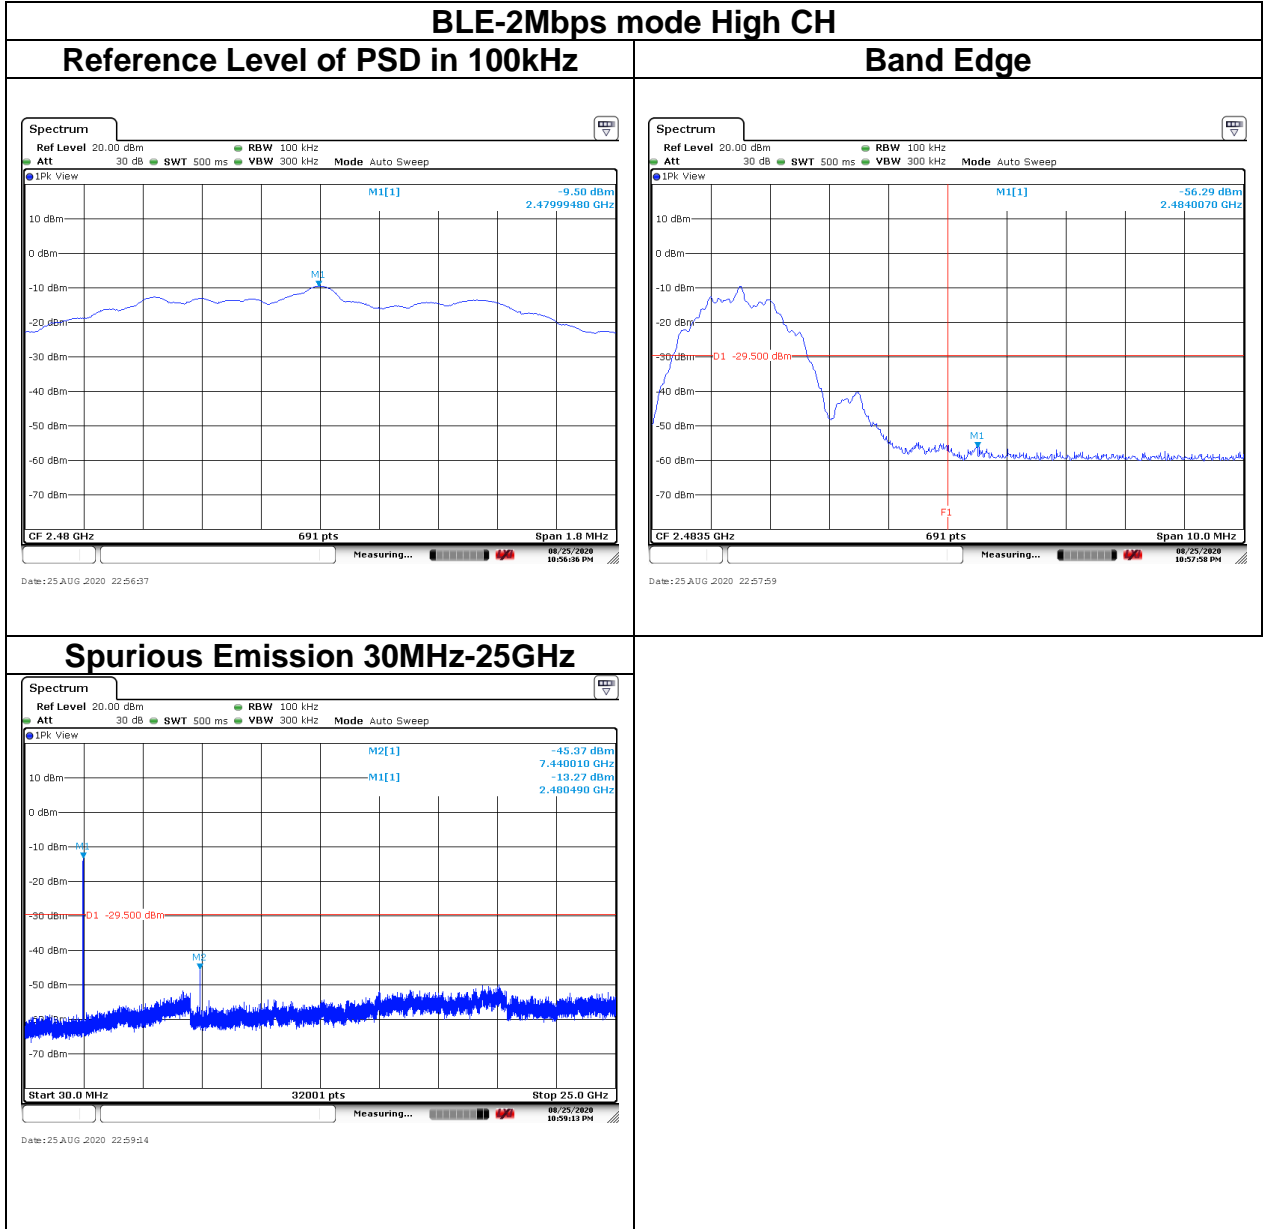 BLE-2Mbps mode High CH
Reference Level of PSD in 100kHz
Spectrum
Ref Level 20.00 dBm RBW 100 kHz
Att 30 dB SWT 500 ms VBW 300 kHz Mode Auto Sweep
1Pk View
M1[1] -9.50 dBm
2.47999480 GHz
10 dBm
0 dBm
M1
-10 dBm
-20 dBm
-30 dBm
-40 dBm
-50 dBm
-60 dBm
-70 dBm
CF 2.48 GHz 691 pts Span 1.8 MHz
Measuring... 08/25/2020
10:56:36 PM
Date: 25.AUG.2020 22:56:37
Band Edge
Spectrum
Ref Level 20.00 dBm RBW 100 kHz
Att 30 dB SWT 500 ms VBW 300 kHz Mode Auto Sweep
1Pk View
M1[1] -56.29 dBm
2.4840070 GHz
10 dBm
0 dBm
-10 dBm
-20 dBm
-30 dBm D1 -29.500 dBm
-40 dBm
-50 dBm
M1
-60 dBm
-70 dBm
F1
CF 2.4835 GHz 691 pts Span 10.0 MHz
Measuring... 08/25/2020
10:57:58 PM
Date: 25.AUG.2020 22:57:59
Spurious Emission 30MHz-25GHz
Spectrum
Ref Level 20.00 dBm RBW 100 kHz
Att 30 dB SWT 500 ms VBW 300 kHz Mode Auto Sweep
1Pk View
M2[1] -45.37 dBm
7.440010 GHz
10 dBm M1[1] -13.27 dBm
2.480490 GHz
0 dBm
-10 dBm M1
-20 dBm
-30 dBm D1 -29.500 dBm
-40 dBm
M2
-50 dBm
-60 dBm
-70 dBm
Start 30.0 MHz 32001 pts Stop 25.0 GHz
Measuring... 08/25/2020
10:59:13 PM
Date: 25.AUG.2020 22:59:14